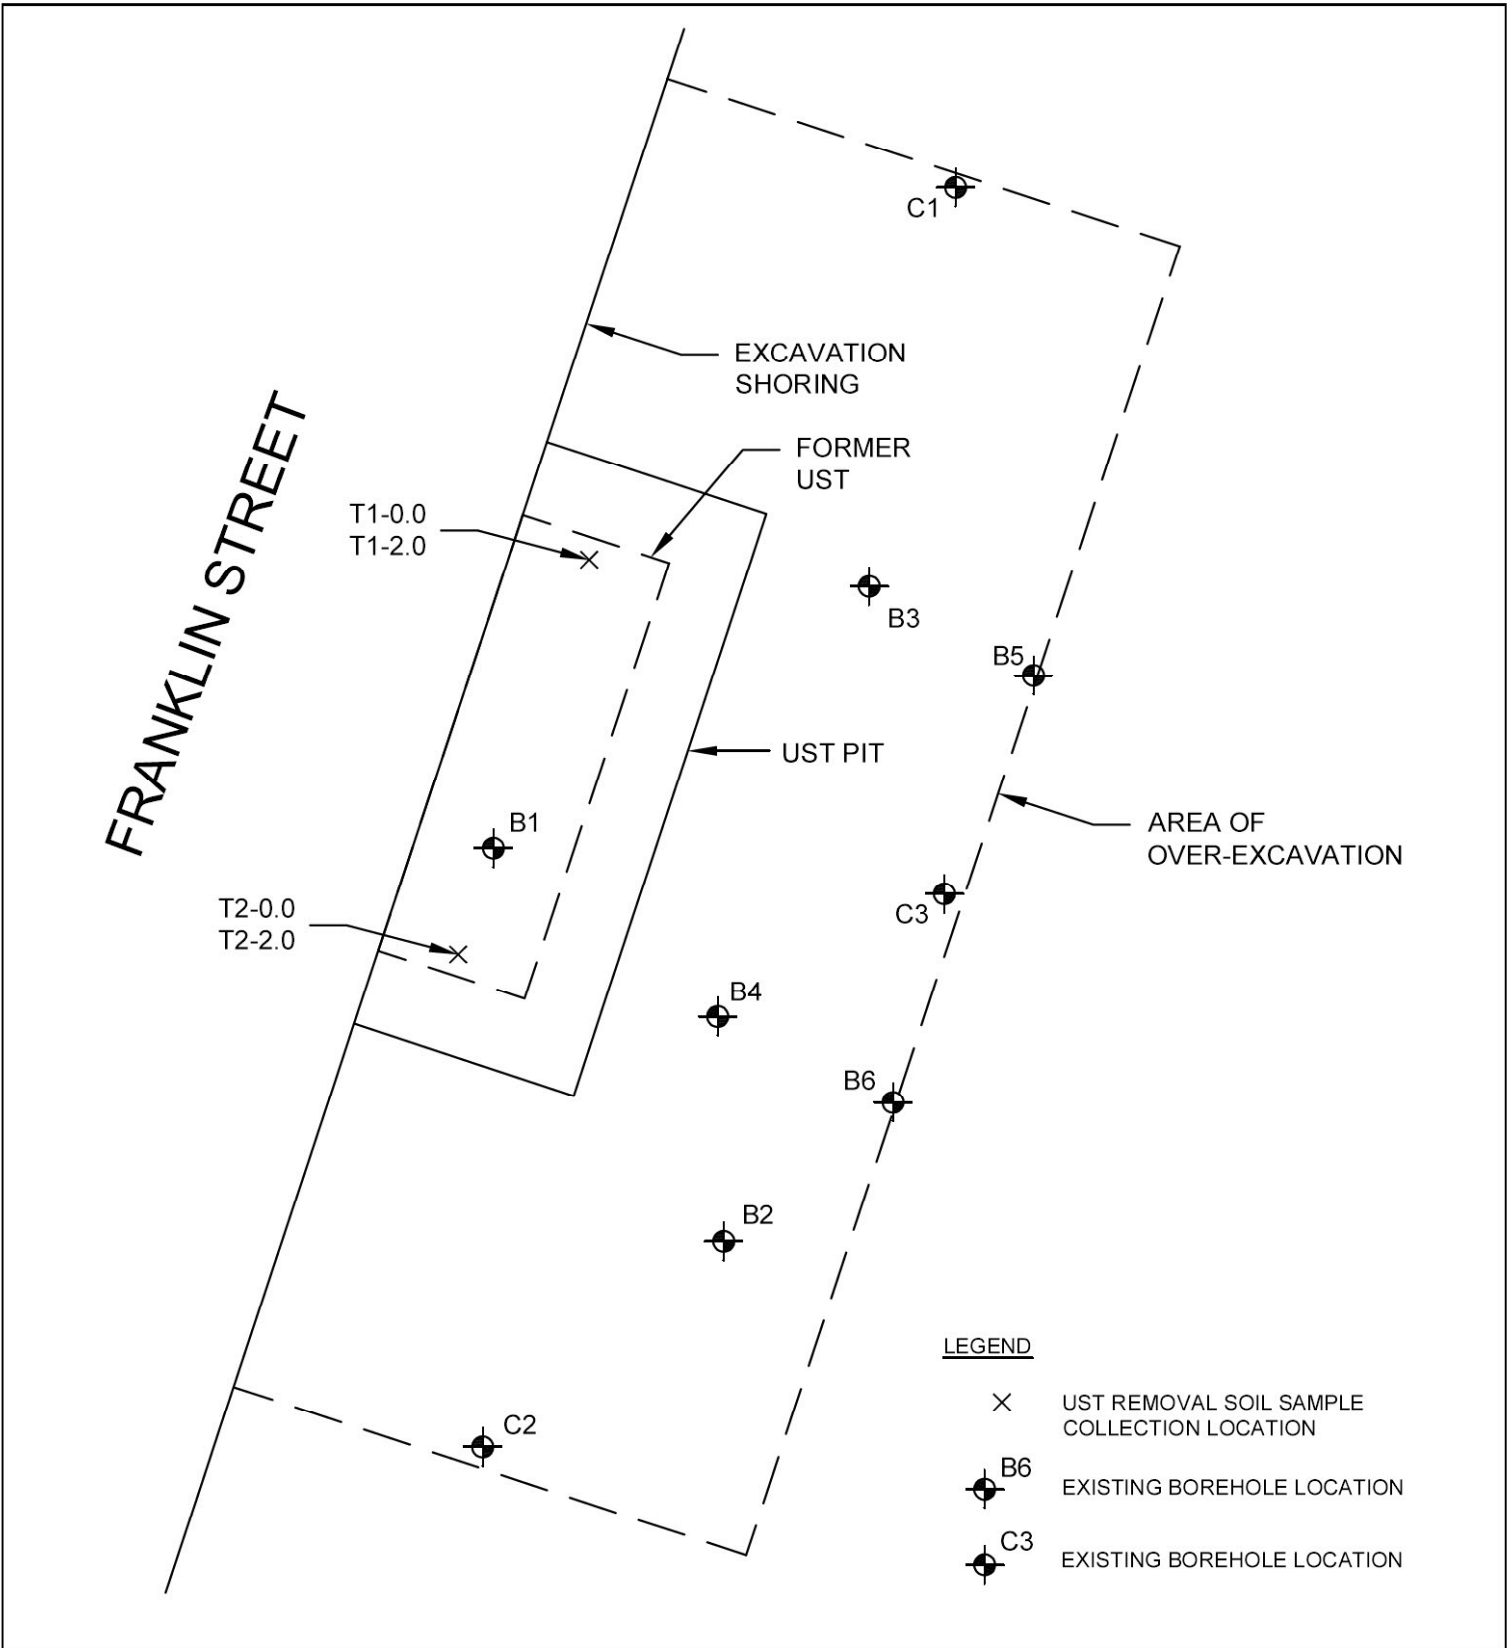 C1
EXCAVATION
SHORING
FORMER
UST
FRANKLIN STREET
T1-0.0
T1-2.0
B3
B5
UST PIT
B1
AREA OF
OVER-EXCAVATION
C3
T2-0.0
T2-2.0
B4
B6
B2
C2
LEGEND
UST REMOVAL SOIL SAMPLE
COLLECTION LOCATION
B6
EXISTING BOREHOLE LOCATION
C3
EXISTING BOREHOLE LOCATION